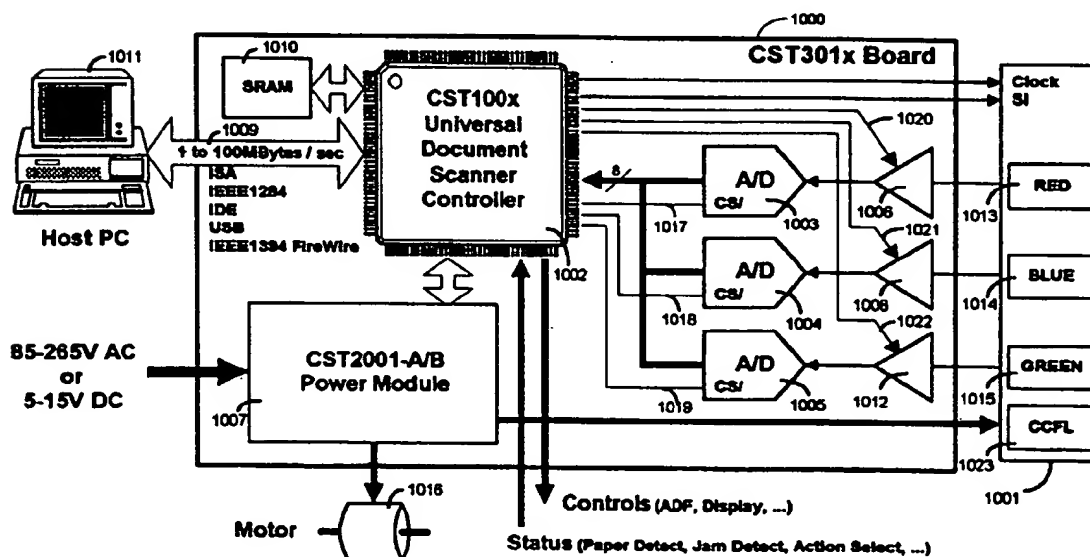 1000
CST301x Board
1011
1010
SRAM
CST100x
Universal
Document
Scanner
Controller
1002
1009
1 to 100MBytes / sec
ISA
IEEE1284
IDE
USB
IEEE1394 FireWire
Host PC
Clock
SI
1020
8
A/D
CS/
1003
1017
1006
RED
1013
1021
A/D
CS/
1004
1018
1008
BLUE
1014
1022
A/D
CS/
1005
1019
1012
GREEN
1015
CCFL
1023
1001
85-265V AC
or
5-15V DC
CST2001-A/B
Power Module
1007
1016
Motor
Controls (ADF, Display, ...)
Status (Paper Detect, Jam Detect, Action Select, ...)